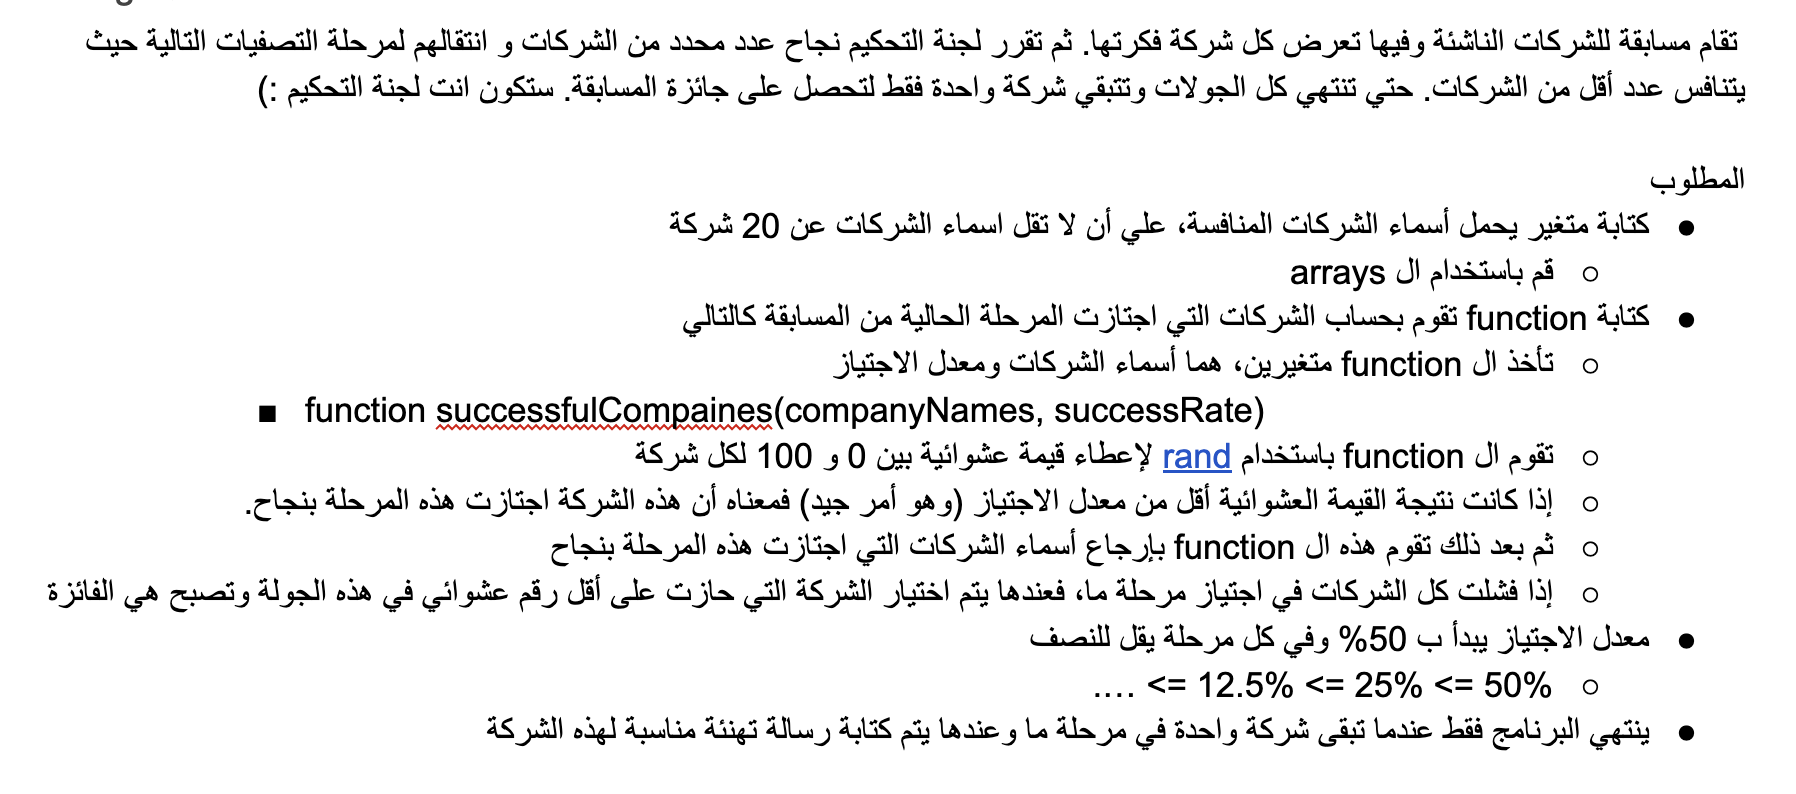 تقام مسابقة للشركات الناشئة وفيها تعرض كل شركة فكرتها. ثم تقرر لجنة التحكيم نجاح عدد محدد من الشركات و انتقالهم لمرحلة التصفيات التالية حيث
يتنافس عدد أقل من الشركات. حتي تنتهي كل الجولات وتتبقي شركة واحدة فقط لتحصل على جائزة المسابقة. ستكون انت لجنة التحكيم :)
المطلوب
● كتابة متغير يحمل أسماء الشركات المنافسة، علي أن لا تقل اسماء الشركات عن 20 شركة
○ قم باستخدام ال arrays
● كتابة function تقوم بحساب الشركات التي اجتازت المرحلة الحالية من المسابقة كالتالي
○ تأخذ ال function متغيرين، هما أسماء الشركات ومعدل الاجتياز
■ function successfulCompaines(companyNames, successRate)
○ تقوم ال function باستخدام rand لإعطاء قيمة عشوائية بين 0 و 100 لكل شركة
○ إذا كانت نتيجة القيمة العشوائية أقل من معدل الاجتياز (وهو أمر جيد) فمعناه أن هذه الشركة اجتازت هذه المرحلة بنجاح.
○ ثم بعد ذلك تقوم هذه ال function بإرجاع أسماء الشركات التي اجتازت هذه المرحلة بنجاح
○ إذا فشلت كل الشركات في اجتياز مرحلة ما، فعندها يتم اختيار الشركة التي حازت على أقل رقم عشوائي في هذه الجولة وتصبح هي الفائزة
● معدل الاجتياز يبدأ ب 50% وفي كل مرحلة يقل للنصف
○ 50% => 25% => 12.5% => ....
● ينتهي البرنامج فقط عندما تبقى شركة واحدة في مرحلة ما وعندها يتم كتابة رسالة تهنئة مناسبة لهذه الشركة